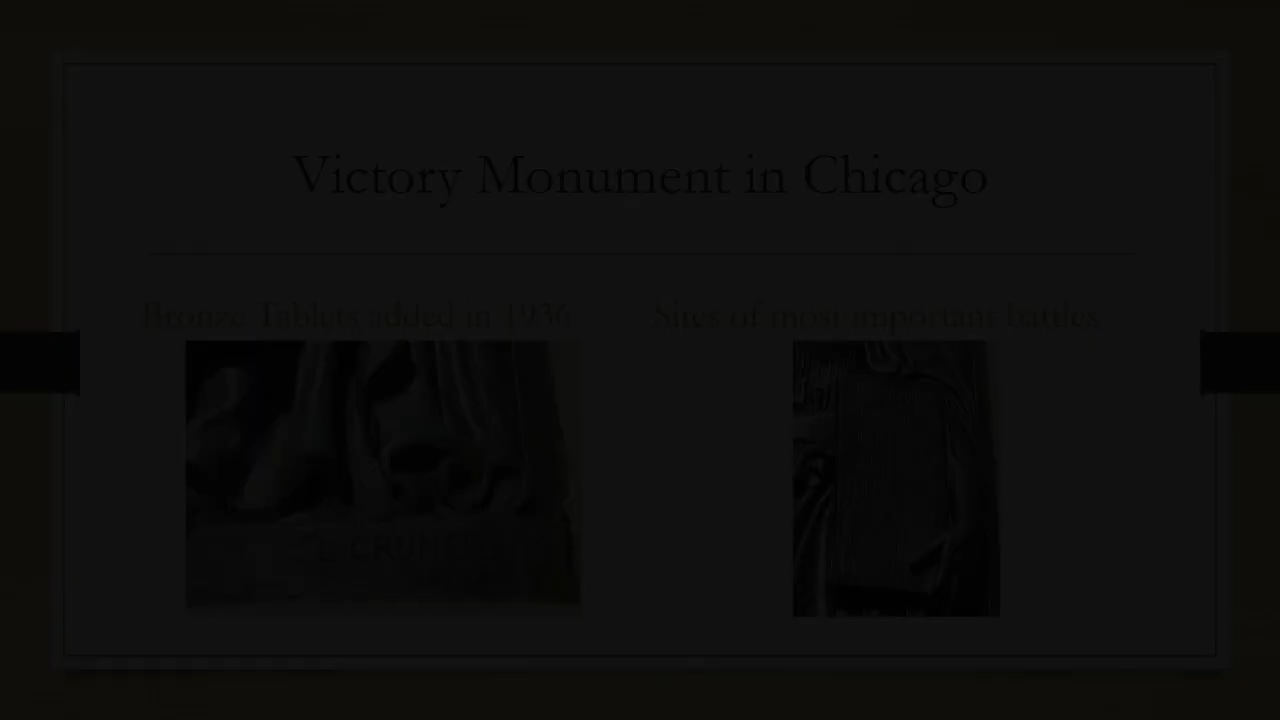 Victory Monument in Chicago
Bronze Tablets added in 1936
Sites of most important battles